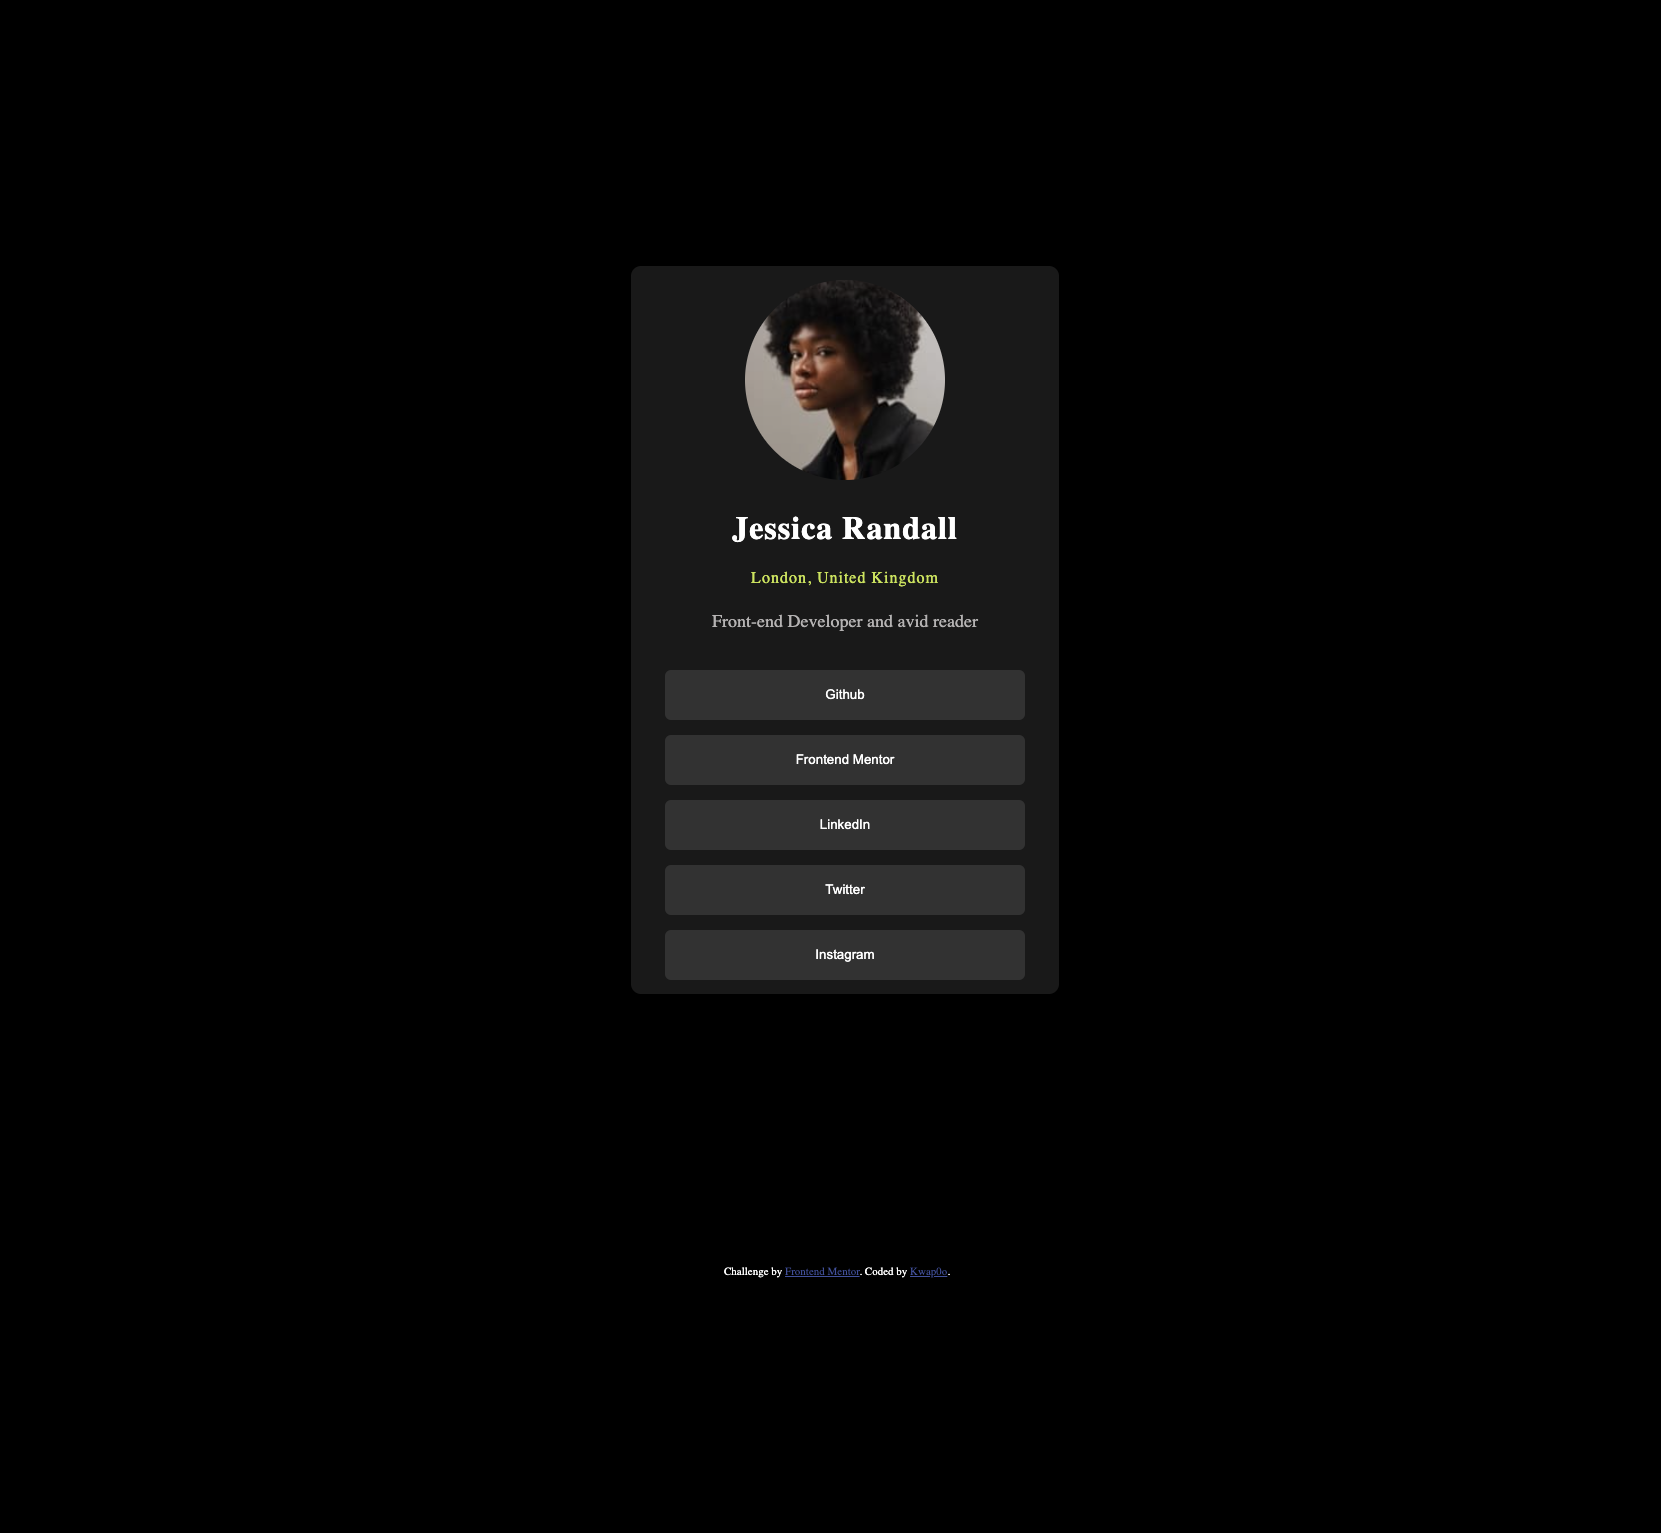 Jessica Randall
London, United Kingdom
Front-end Developer and avid reader
Github
Frontend Mentor
LinkedIn
Twitter
Instagram
Challenge by Frontend Mentor. Coded by Kwap0o.